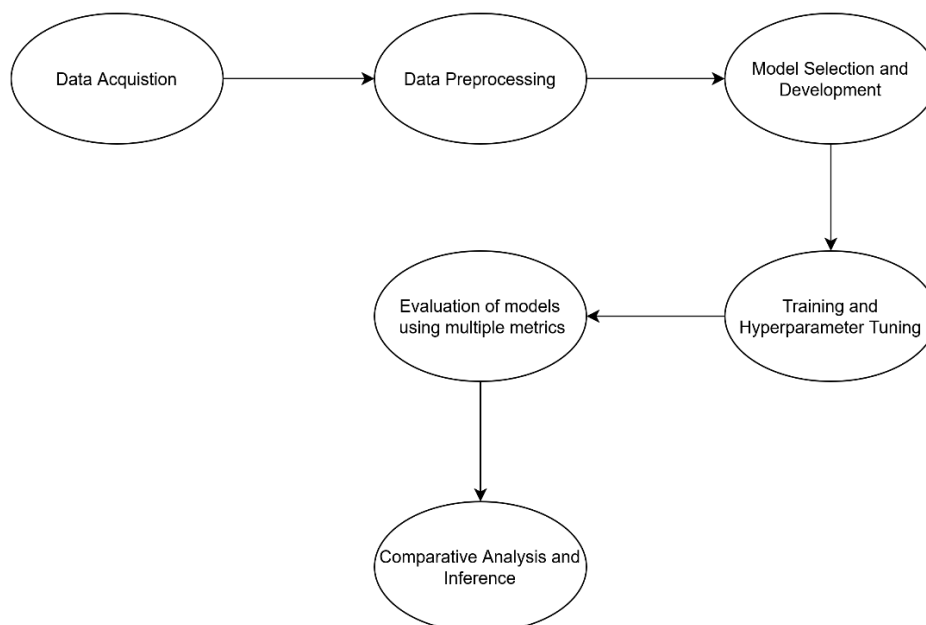 Data Acquistion
Data Preprocessing
Model Selection and
Development
Training and
Hyperparameter Tuning
Evaluation of models
using multiple metrics
Comparative Analysis and
Inference